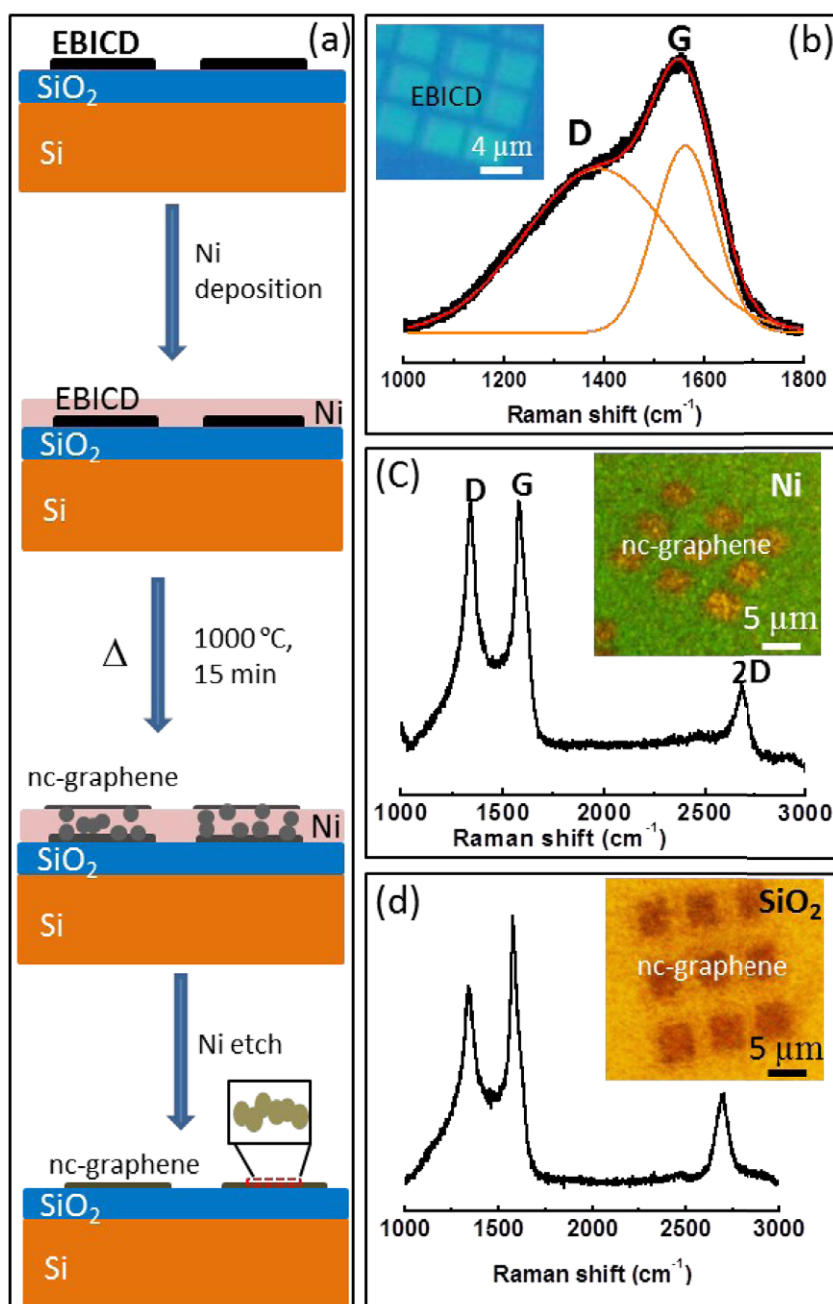 (a)
EBICD
SiO₂
Si
Ni
deposition
EBICD
Ni
SiO₂
Si
Δ
1000 °C,
15 min
nc-graphene
Ni
SiO₂
Si
Ni etch
nc-graphene
SiO₂
Si
(b)
G
D
EBICD
4 µm
1000 1200 1400 1600 1800
Raman shift (cm⁻¹)
(C)
D G
Ni
nc-graphene
5 µm
2D
1000 1500 2000 2500 3000
Raman shift (cm⁻¹)
(d)
SiO₂
nc-graphene
5 µm
1000 1500 2000 2500 3000
Raman shift (cm⁻¹)